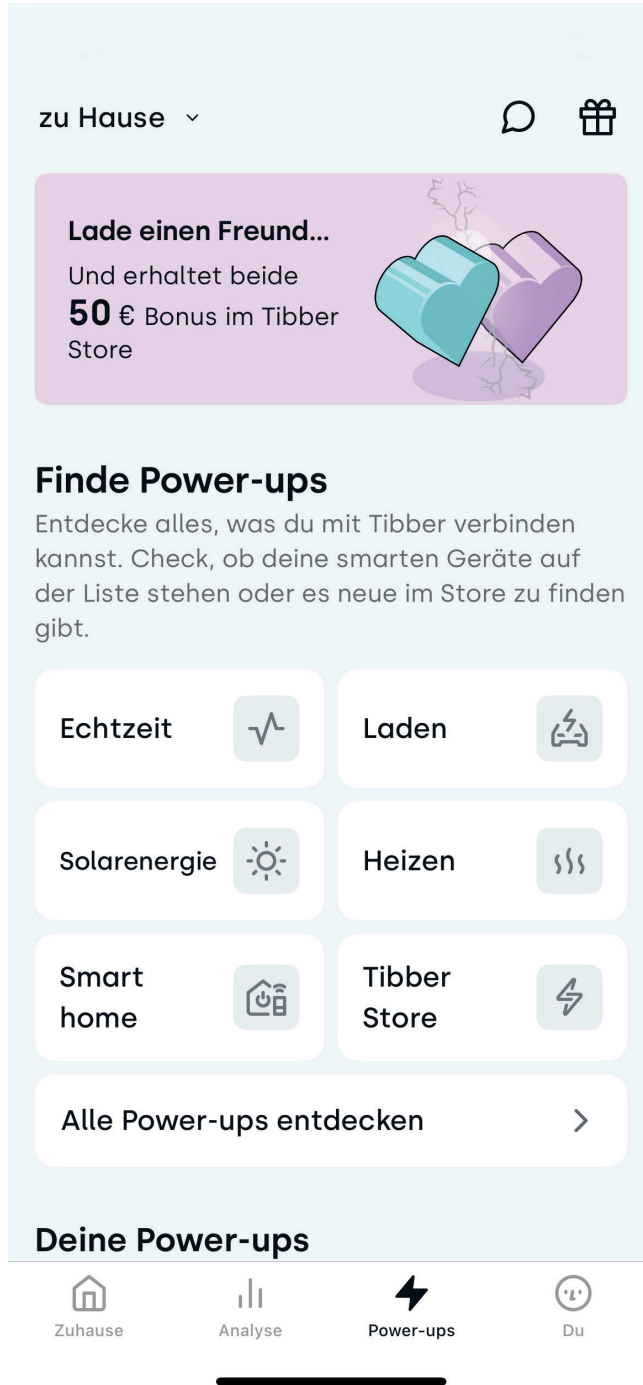 zu Hause
Lade einen Freund...
Und erhaltet beide
50 € Bonus im Tibber
Store
Finde Power-ups
Entdecke alles, was du mit Tibber verbinden
kannst. Check, ob deine smarten Geräte auf
der Liste stehen oder es neue im Store zu finden
gibt.
Echtzeit
Laden
Solarenergie
Heizen
Smart
home
Tibber
Store
Alle Power-ups entdecken
Deine Power-ups
Zuhause
Analyse
Power-ups
Du